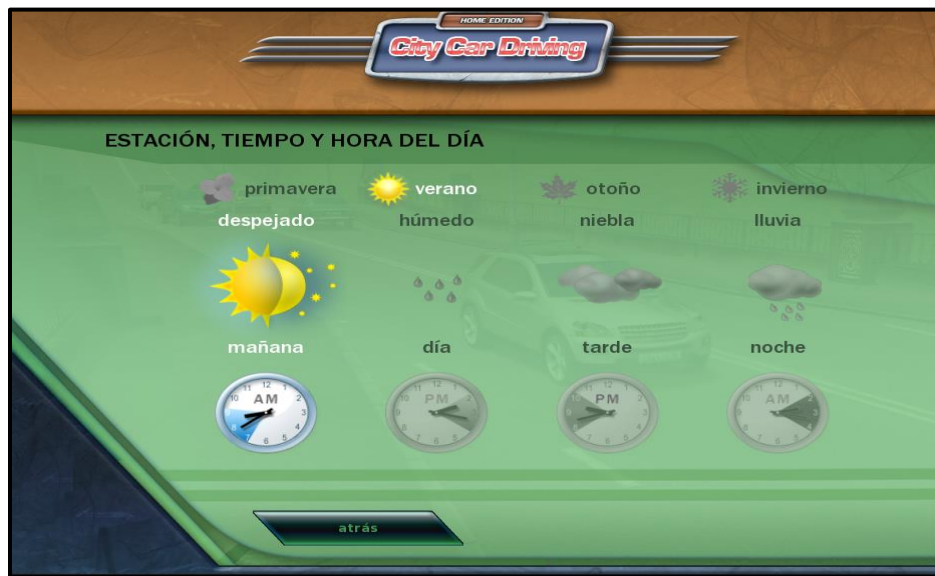 HOME EDITION
City Car Driving
ESTACIÓN, TIEMPO Y HORA DEL DÍA
primavera verano otoño invierno
despejado húmedo niebla lluvia
mañana día tarde noche
AM PM PM AM
atrás